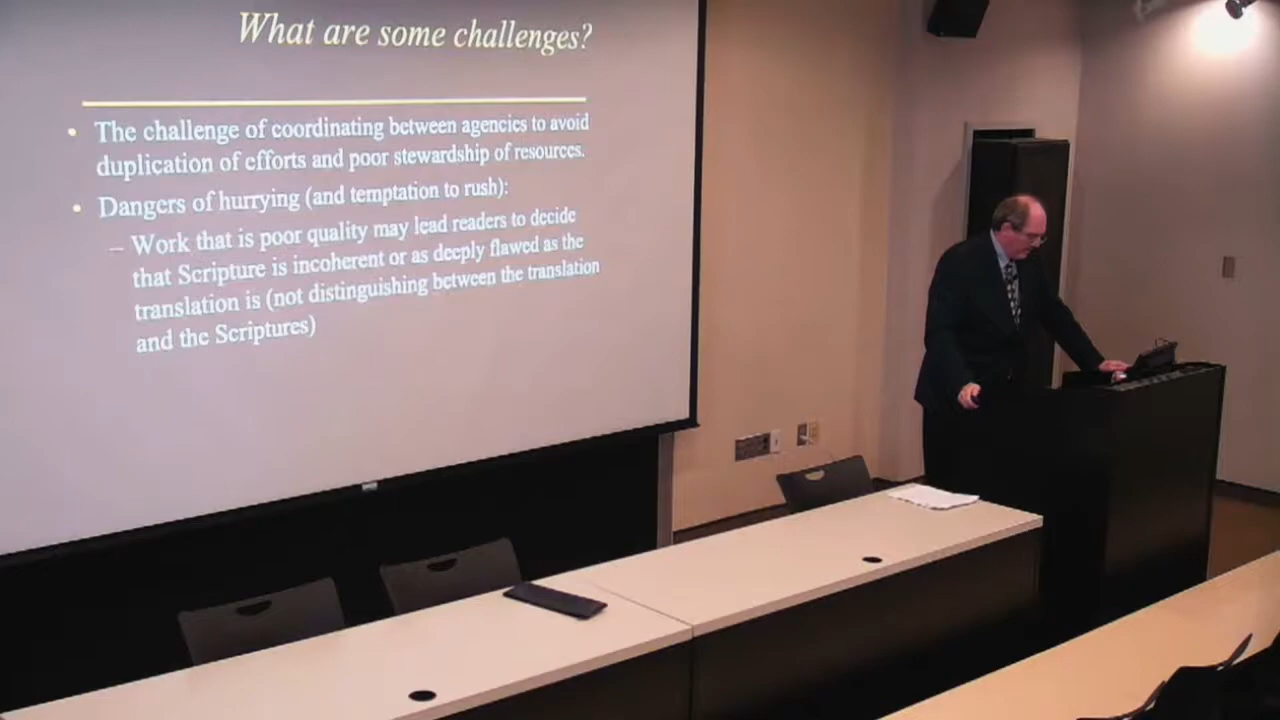 What are some challenges?
• The challenge of coordinating between agencies to avoid
duplication of efforts and poor stewardship of resources.
• Dangers of hurrying (and temptation to rush):
– Work that is poor quality may lead readers to decide
that Scripture is incoherent or as deeply flawed as the
translation is (not distinguishing between the translation
and the Scriptures)